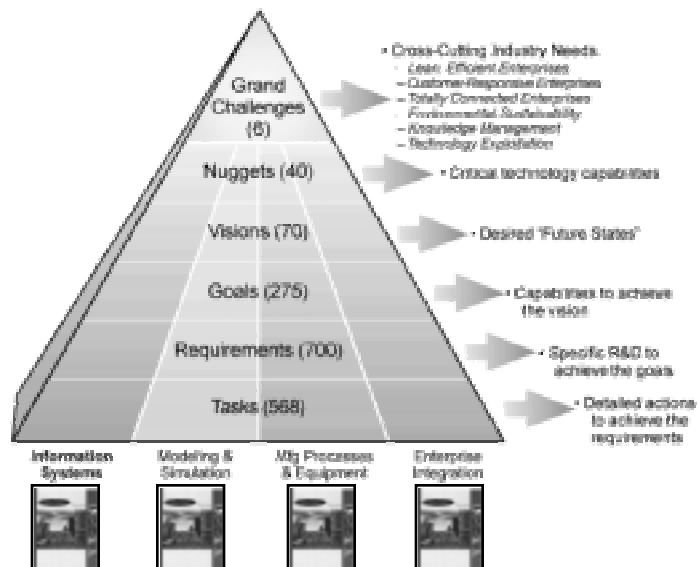 Grand
Challenges
(6)
• Cross-Cutting Industry Needs
- Lean, Efficient Enterprises
– Customer-Responsive Enterprises
– Totally Connected Enterprises
- Environmental Sustainability
– Knowledge Management
– Technology Exploitation
Nuggets (40)
• Critical technology capabilities
Visions (70)
• Desired "Future States"
Goals (275)
• Capabilities to achieve
the vision
Requirements (700)
• Specific R&D to
achieve the goals
Tasks (568)
• Detailed actions
to achieve the
requirements
Information
Systems
Modeling &
Simulation
Mfg Processes
& Equipment
Enterprise
Integration